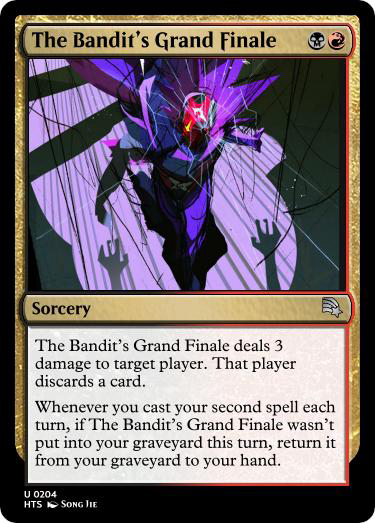 The Bandit's Grand Finale
Sorcery
The Bandit's Grand Finale deals 3
damage to target player. That player
discards a card.
Whenever you cast your second spell each
turn, if The Bandit's Grand Finale wasn't
put into your graveyard this turn, return it
from your graveyard to your hand.
U 0204
HTS SONG JIE